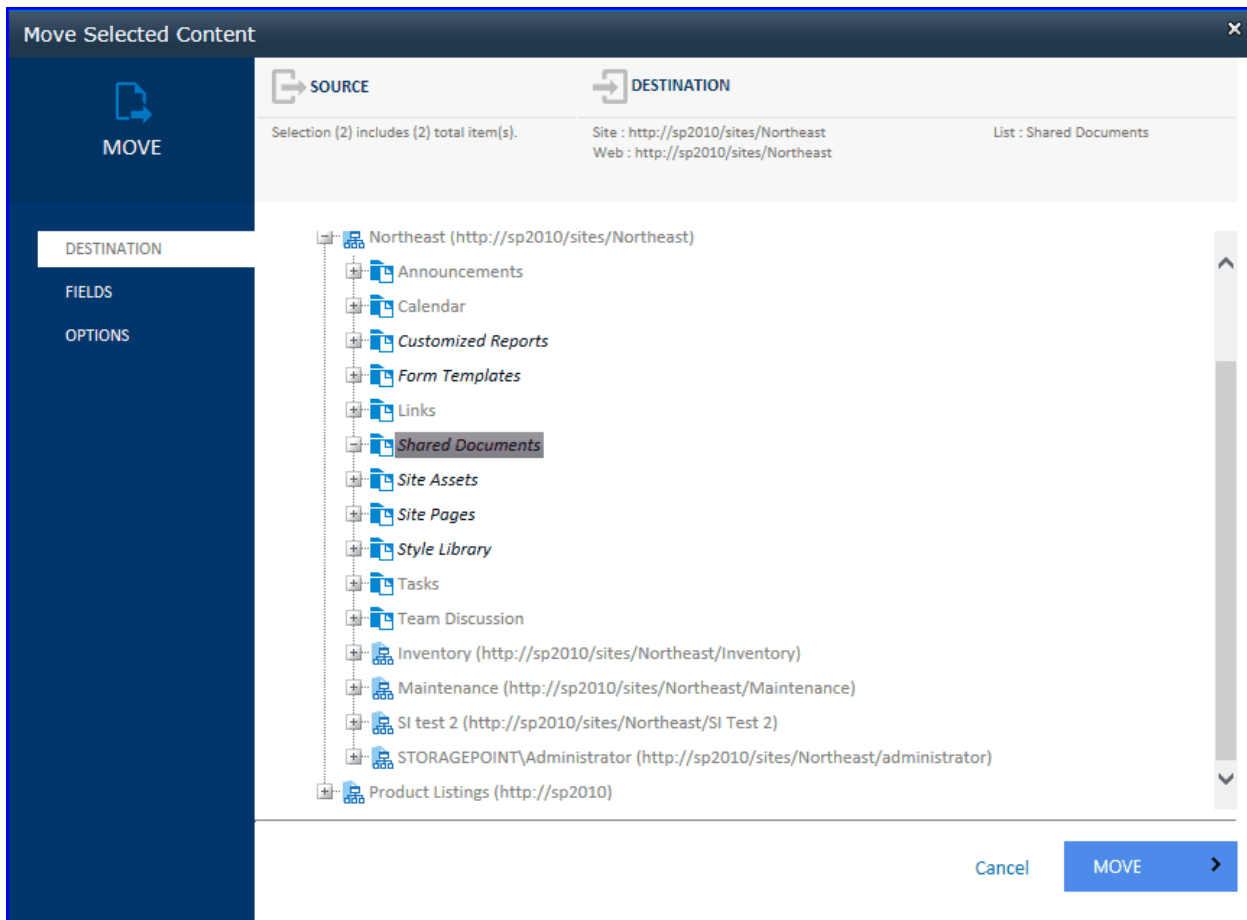 Move Selected Content
MOVE
SOURCE
DESTINATION
Selection (2) includes (2) total item(s).
Site : http://sp2010/sites/Northeast
Web : http://sp2010/sites/Northeast
List : Shared Documents
DESTINATION
FIELDS
OPTIONS
Northeast (http://sp2010/sites/Northeast)
Announcements
Calendar
Customized Reports
Form Templates
Links
Shared Documents
Site Assets
Site Pages
Style Library
Tasks
Team Discussion
Inventory (http://sp2010/sites/Northeast/Inventory)
Maintenance (http://sp2010/sites/Northeast/Maintenance)
SI test 2 (http://sp2010/sites/Northeast/SI Test 2)
STORAGEPOINT\Administrator (http://sp2010/sites/Northeast/administrator)
Product Listings (http://sp2010)
Cancel
MOVE